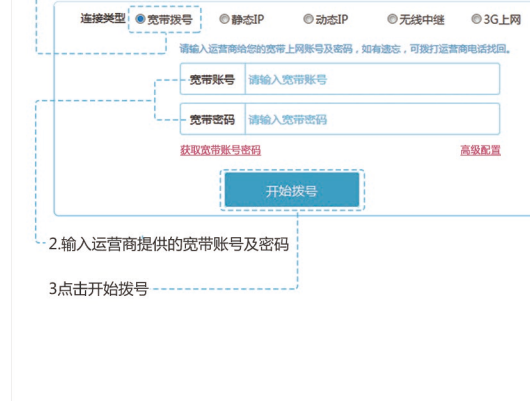 连接类型 宽带拨号 静态IP 动态IP 无线中继 3G上网
请输入运营商给您的宽带上网账号及密码，如有遗忘，可拨打运营商电话找回。
宽带账号 请输入宽带账号
宽带密码 请输入宽带密码
获取宽带账号密码 高级配置
开始拨号
2.输入运营商提供的宽带账号及密码
3点击开始拨号